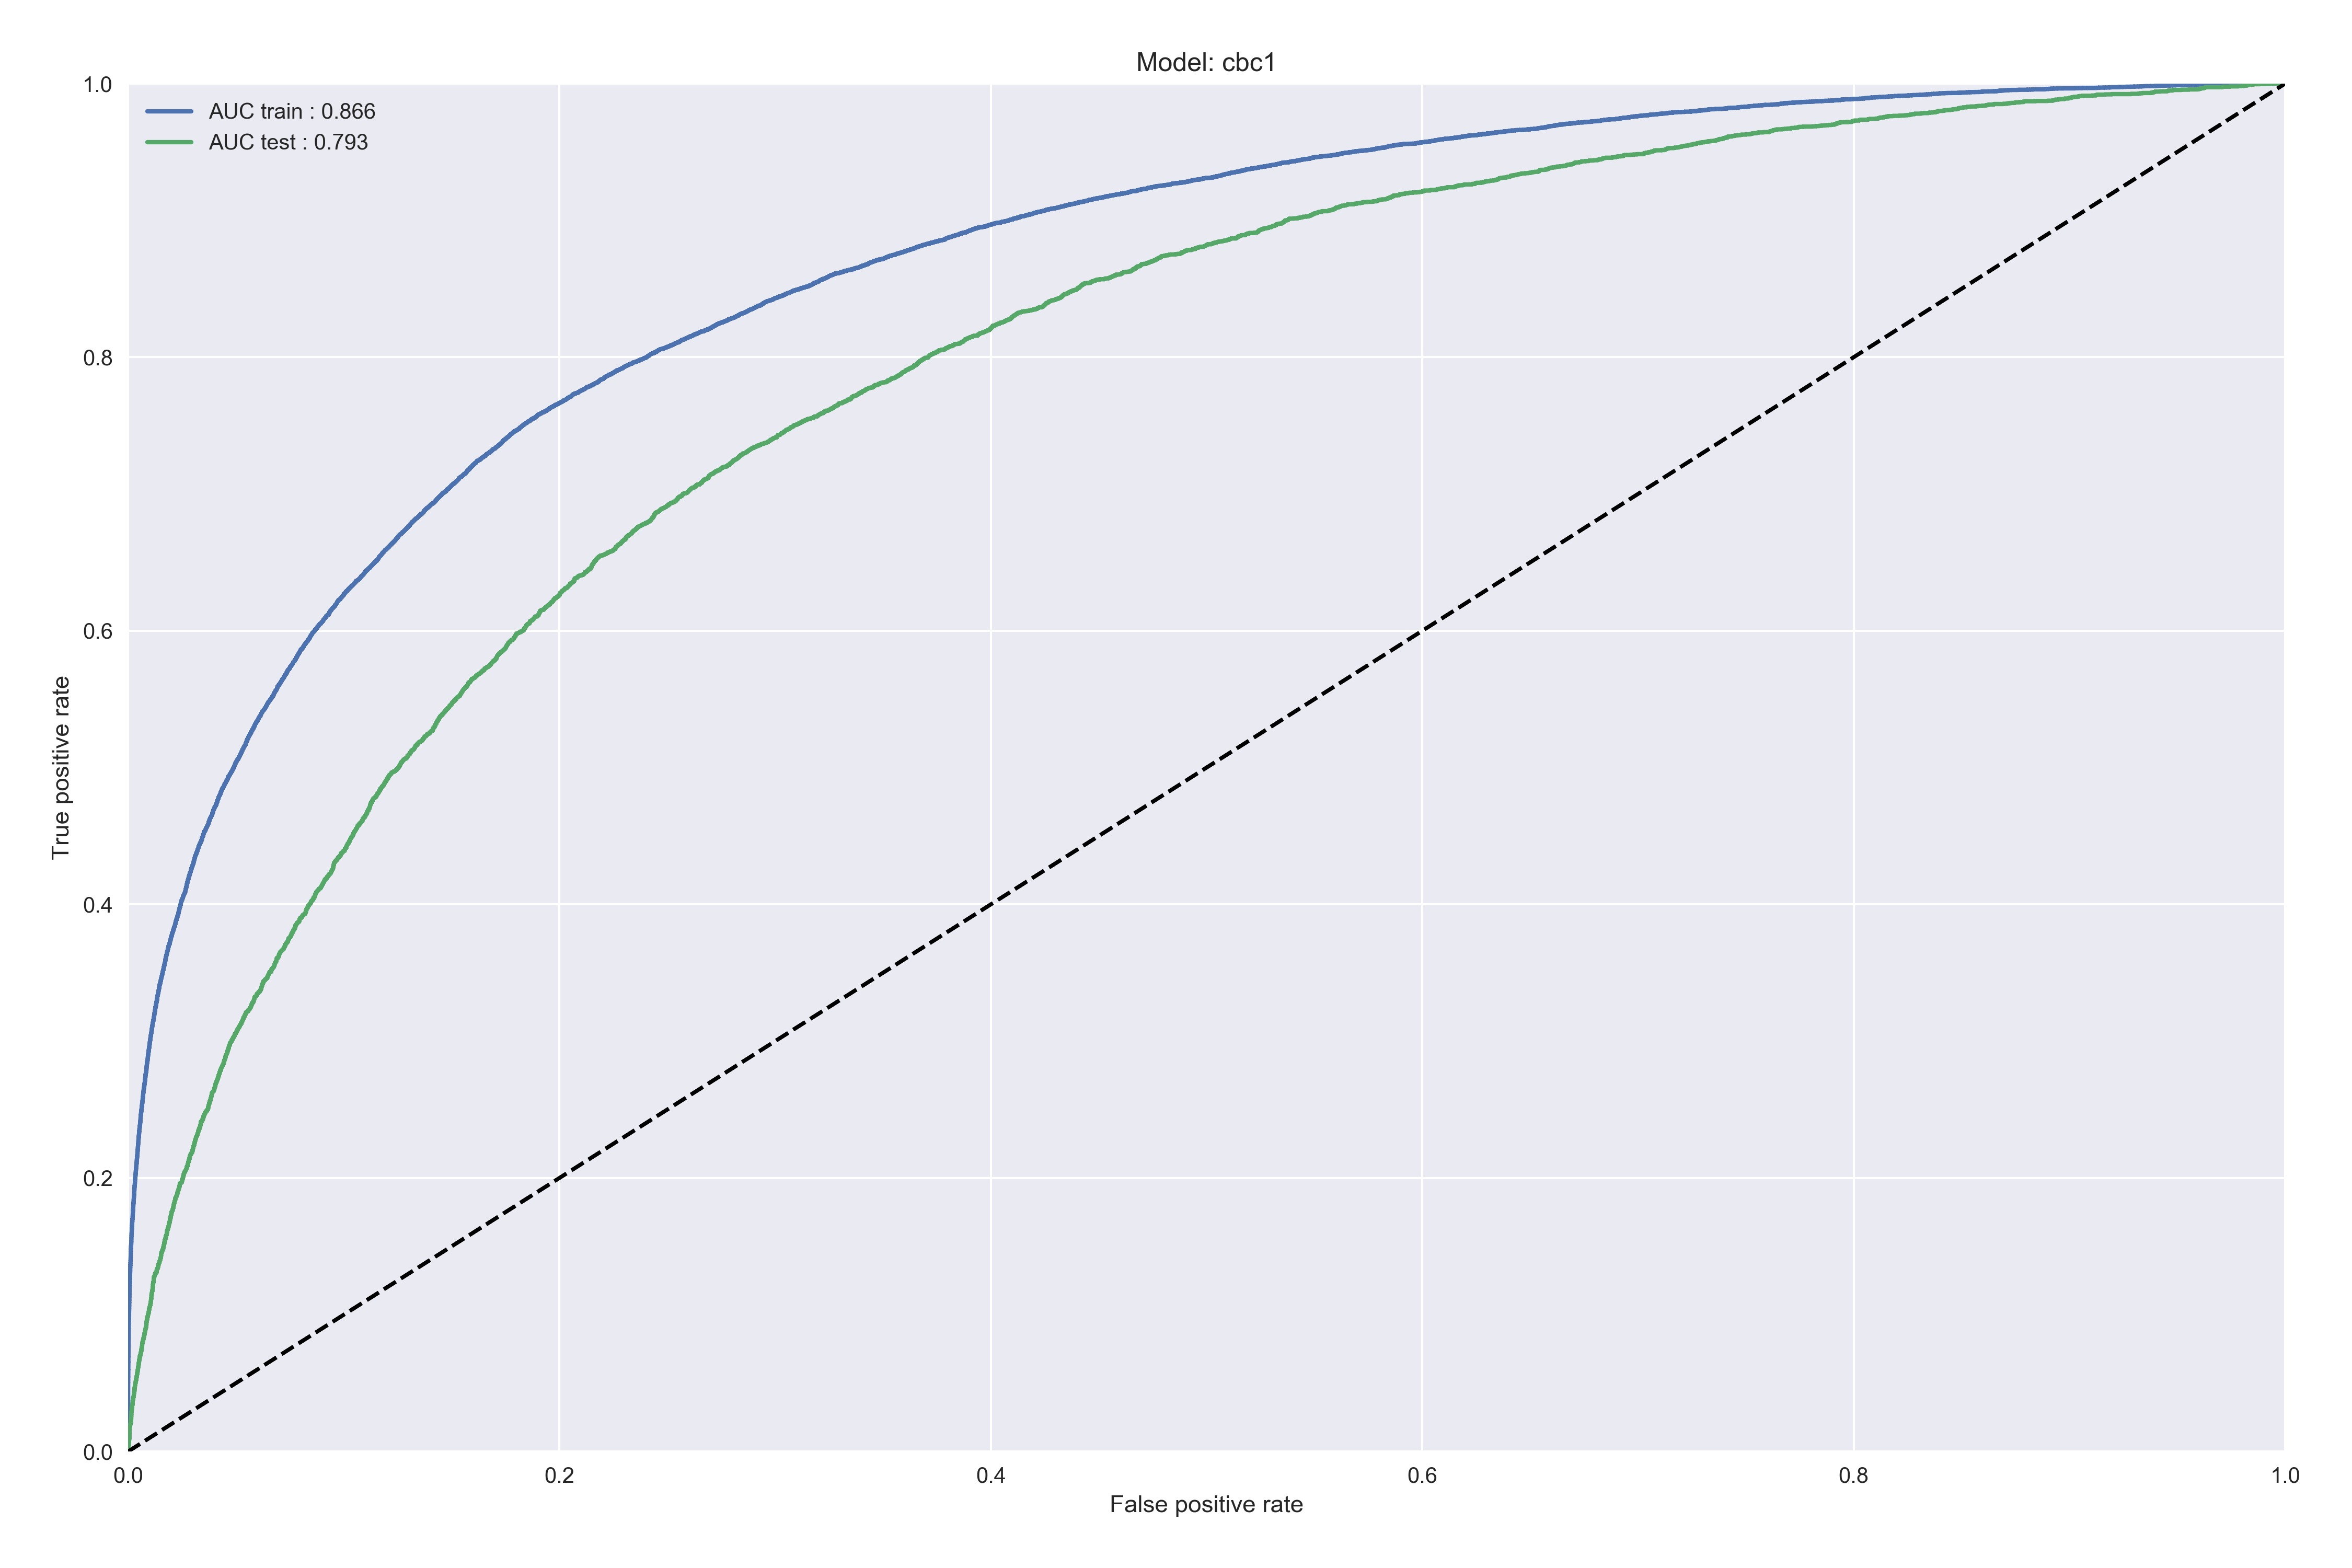 Model: cbc1
AUC train : 0.866
AUC test : 0.793
1.0
0.8
0.6
0.4
0.2
0.0
True positive rate
0.0 0.2 0.4 0.6 0.8 1.0
False positive rate